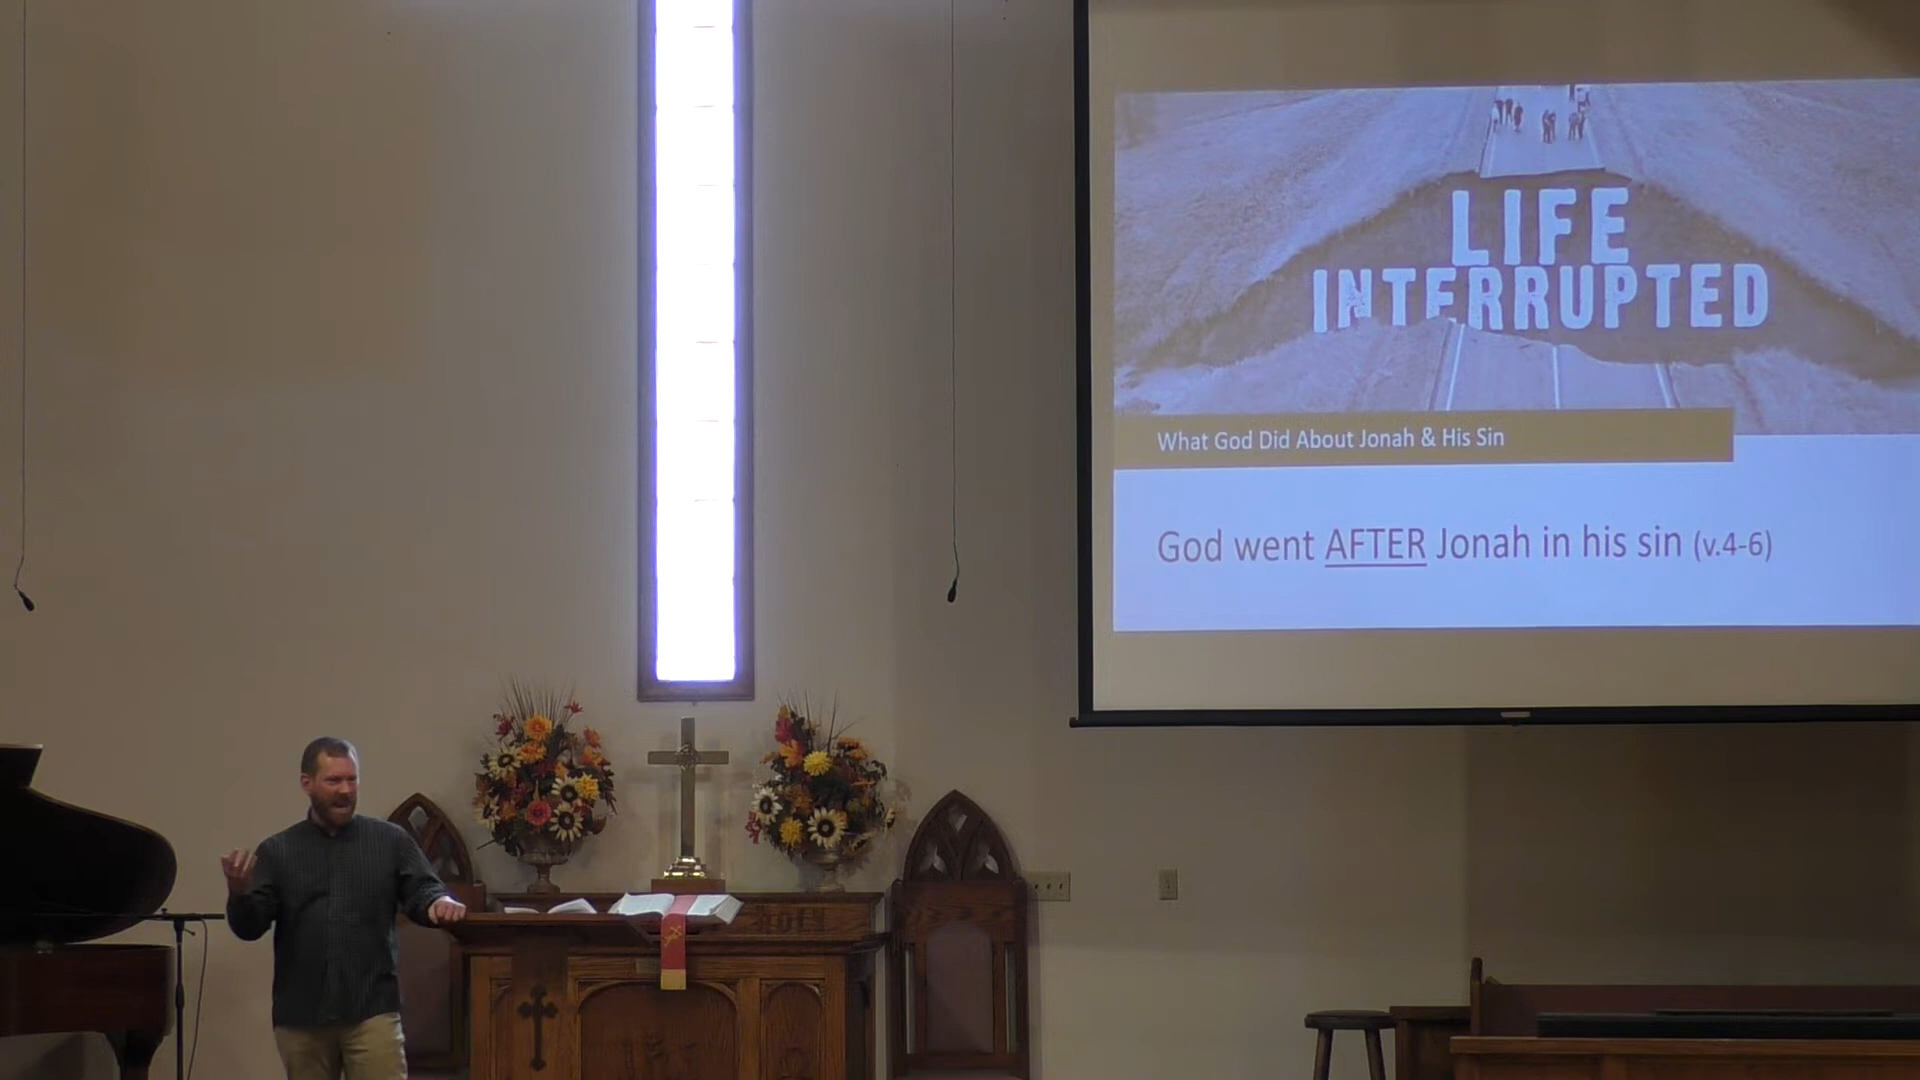 LIFE
INTERRUPTED
What God Did About Jonah & His Sin
God went AFTER Jonah in his sin (v.4-6)